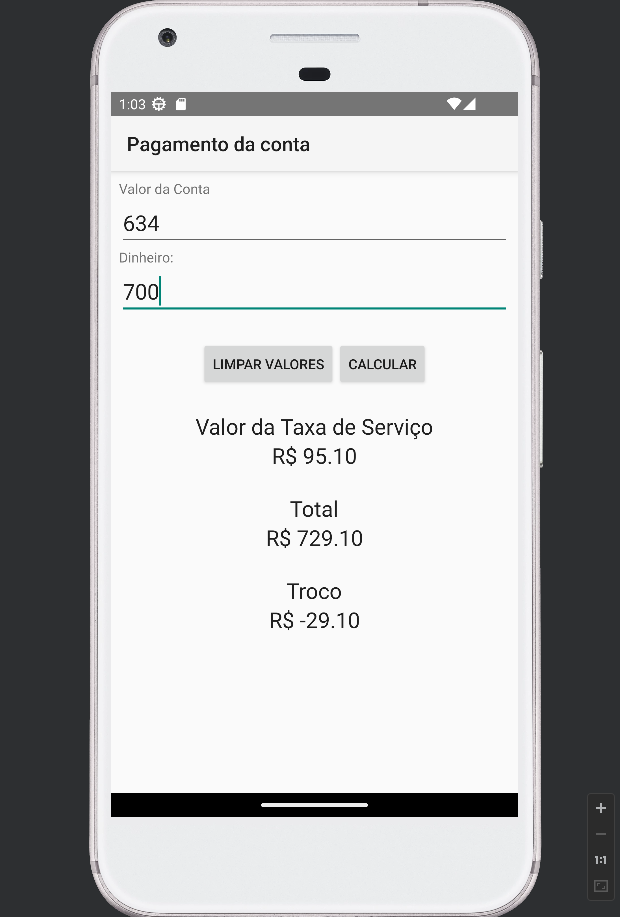 1:03
Pagamento da conta
Valor da Conta
634
Dinheiro:
700
LIMPAR VALORES CALCULAR
Valor da Taxa de Serviço
R$ 95.10
Total
R$ 729.10
Troco
R$ -29.10
1:1